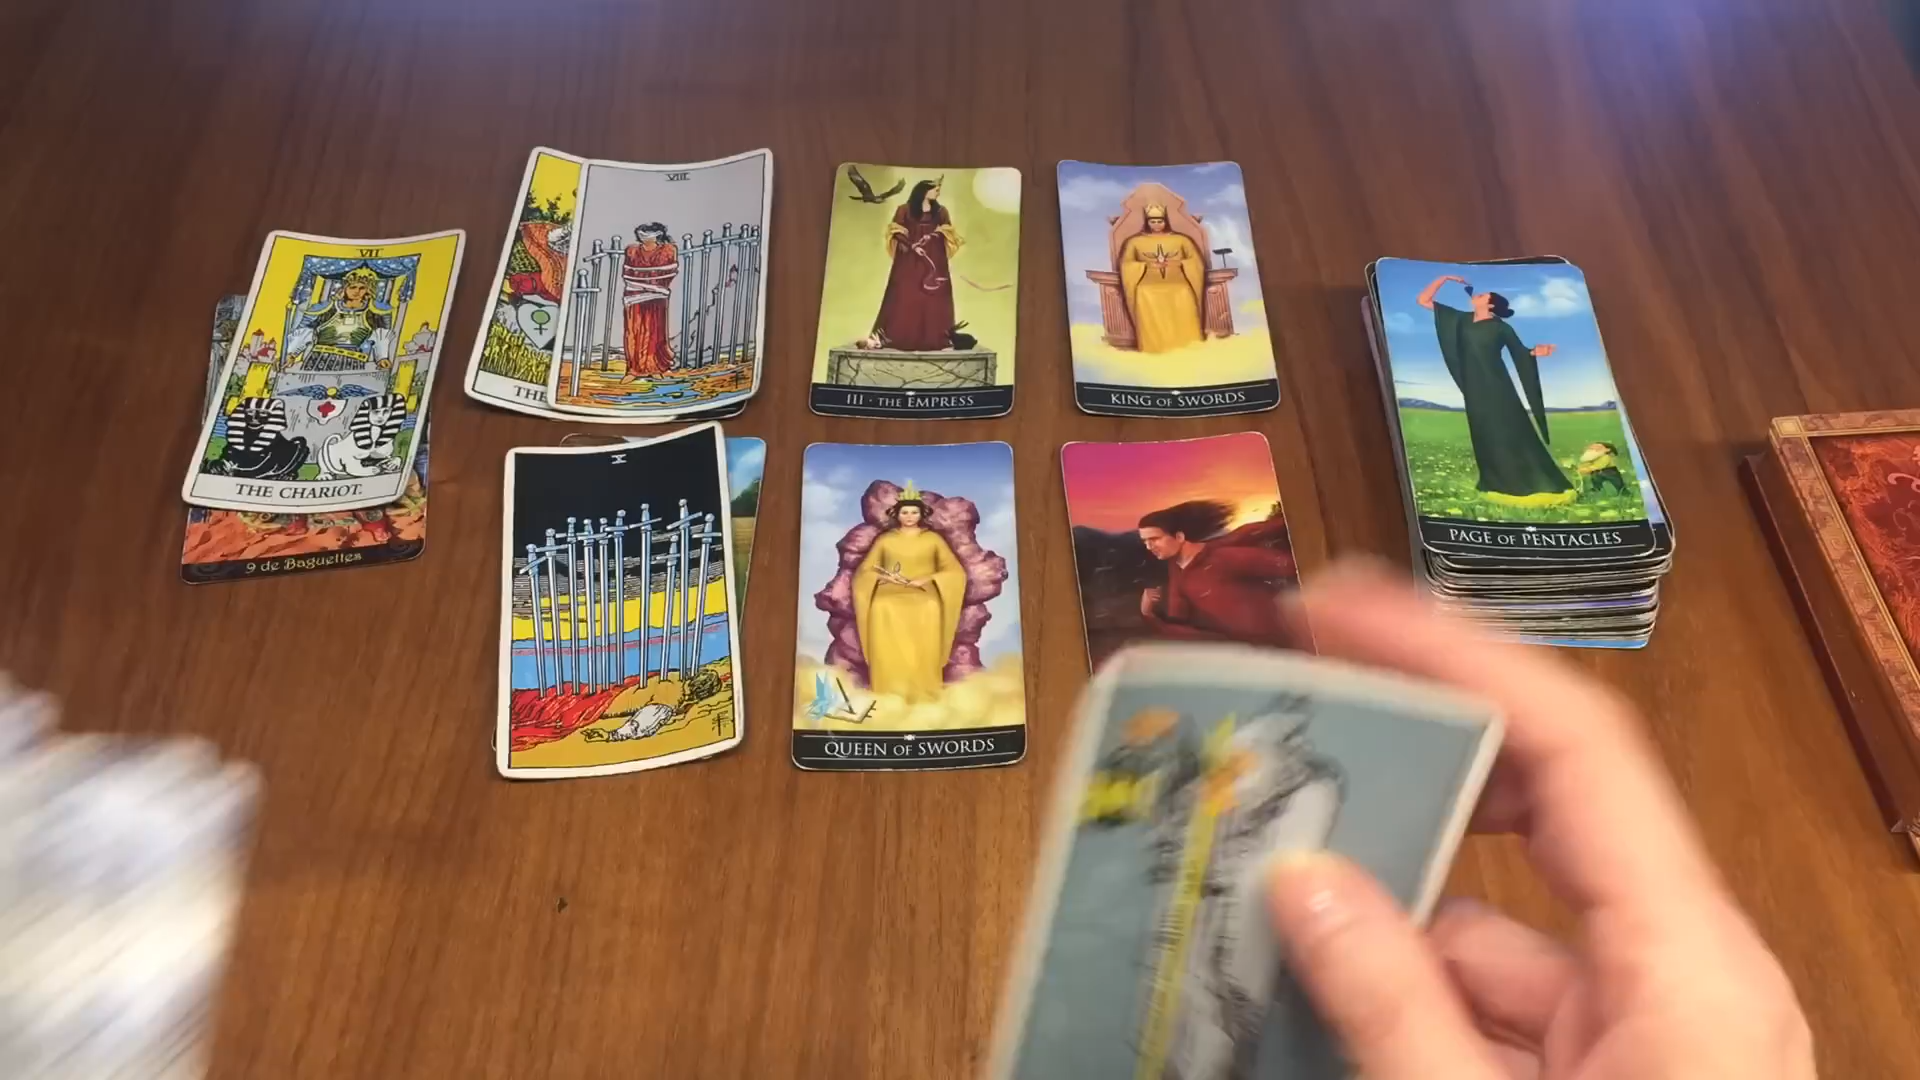 VII
THE CHARIOT.
9 de Baguettes
THE
VIII
III · THE EMPRESS
KING OF SWORDS
X
QUEEN OF SWORDS
PAGE OF PENTACLES